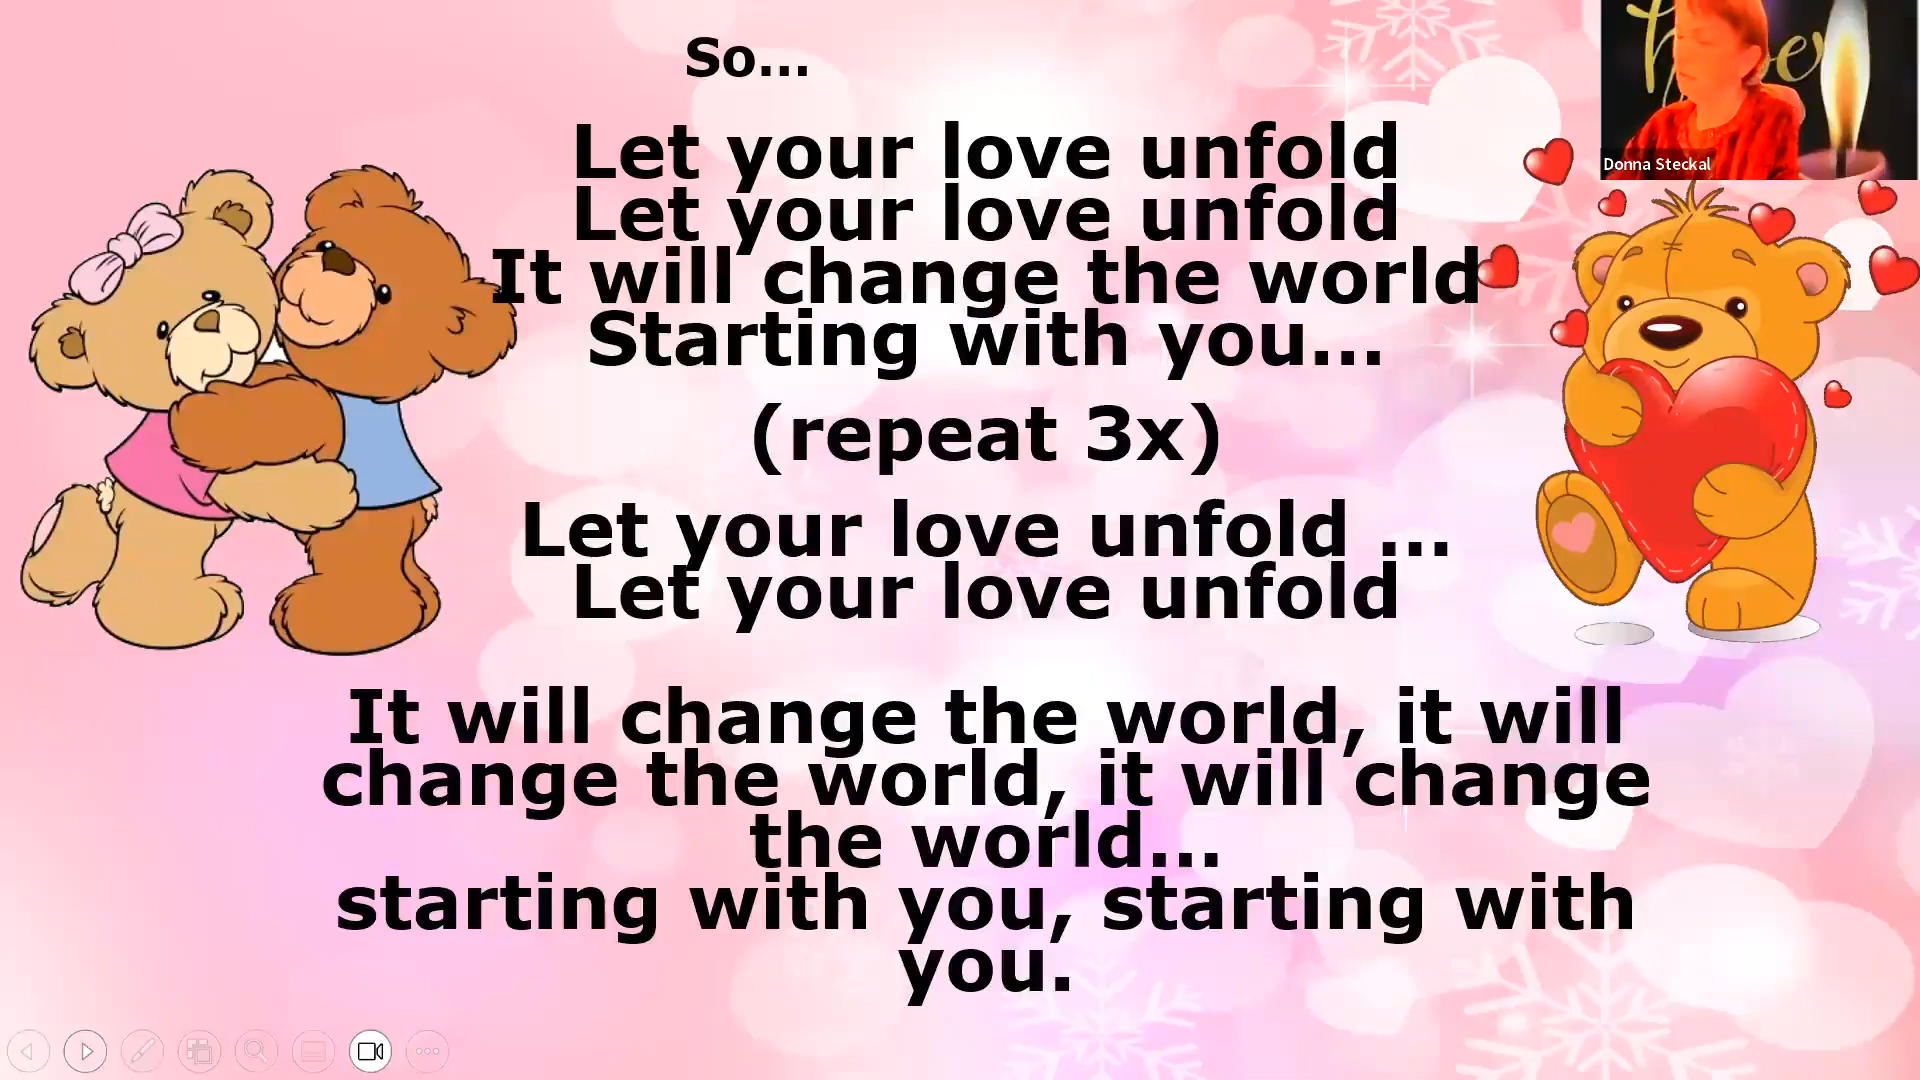 So...
Let your love unfold
Let your love unfold
It will change the world
Starting with you...
(repeat 3x)
Let your love unfold ...
Let your love unfold
It will change the world, it will
change the world, it will change
the world...
starting with you, starting with
you.
Donna Steckal